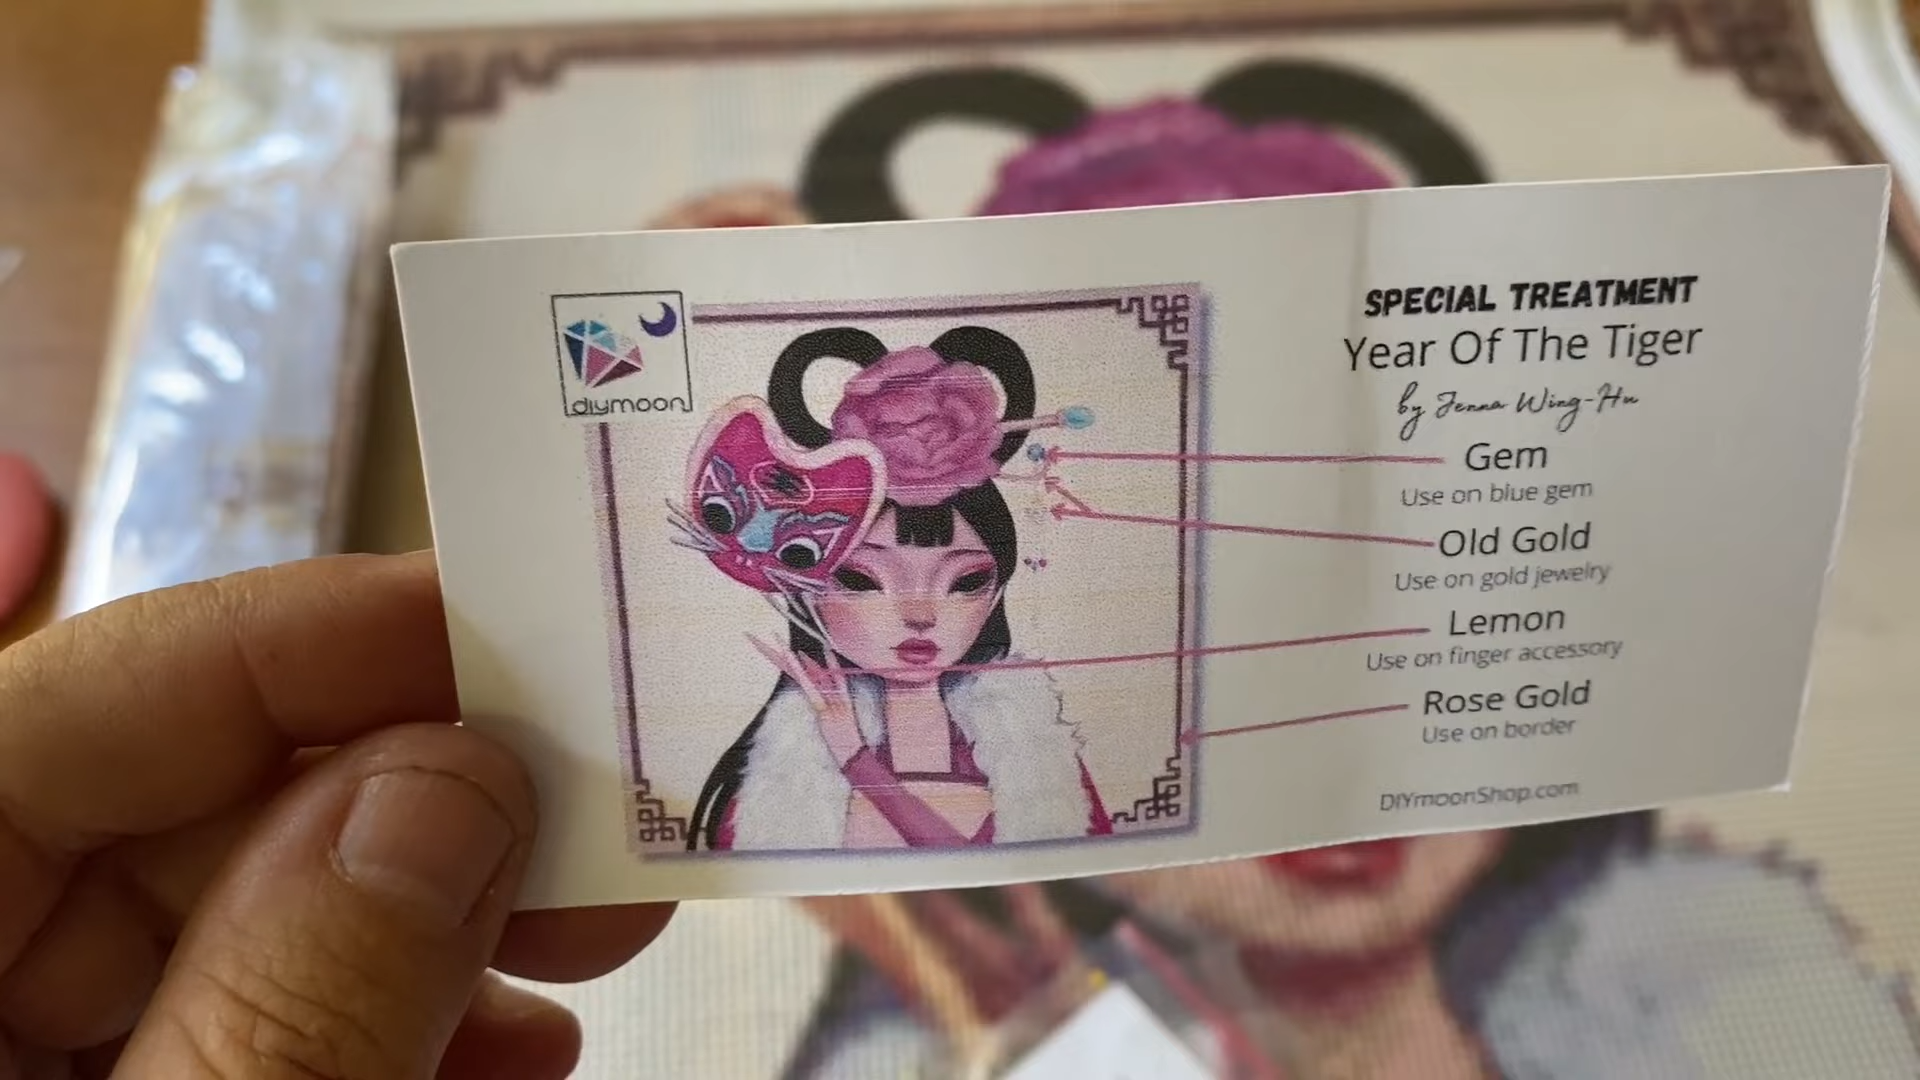 diymoon
SPECIAL TREATMENT
Year Of The Tiger
by Jenna Wing-Hu
Gem
Use on blue gem
Old Gold
Use on gold jewelry
Lemon
Use on finger accessory
Rose Gold
Use on border
DIYmoonShop.com